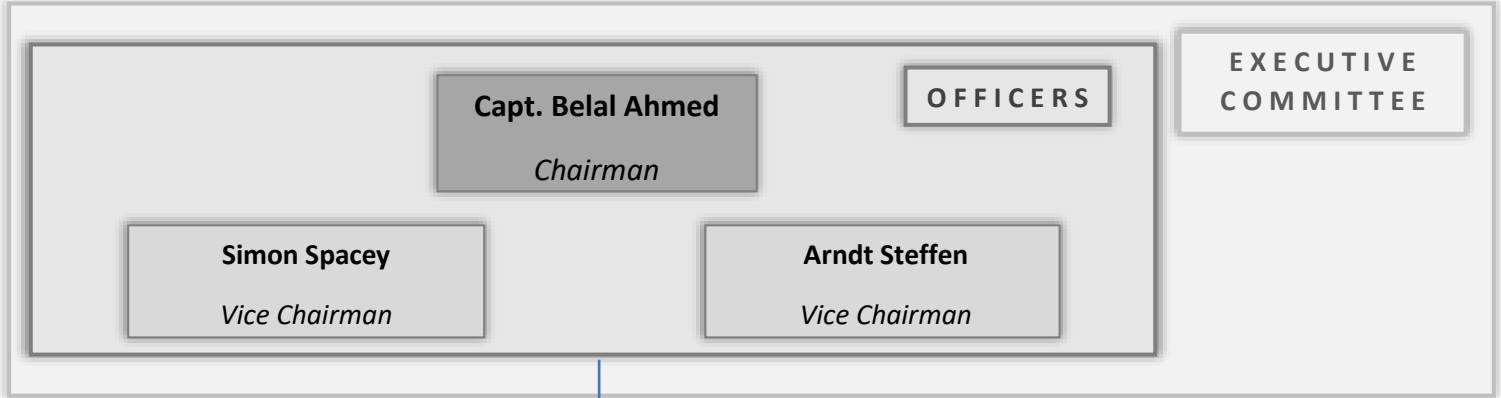 EXECUTIVE
COMMITTEE
OFFICERS
Capt. Belal Ahmed
Chairman
Simon Spacey
Vice Chairman
Arndt Steffen
Vice Chairman